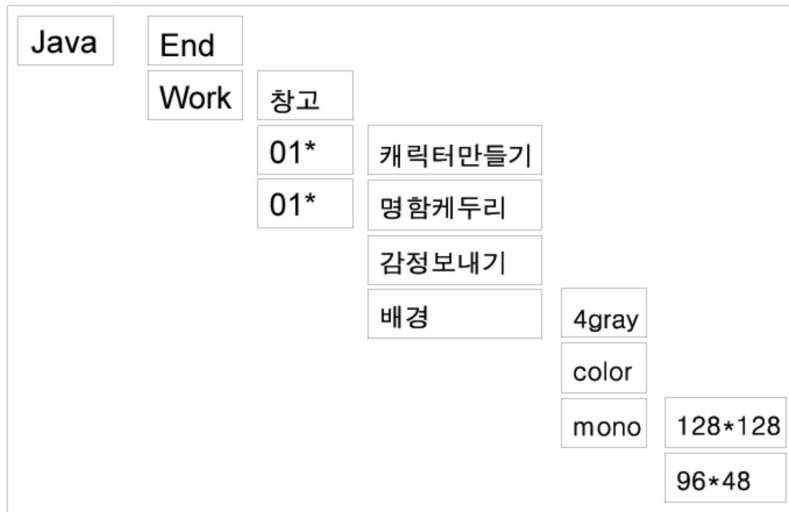 Java End
Work 창고
01* 캐릭터만들기
01* 명함케두리
감정보내기
배경 4gray
color
mono 128*128
96*48